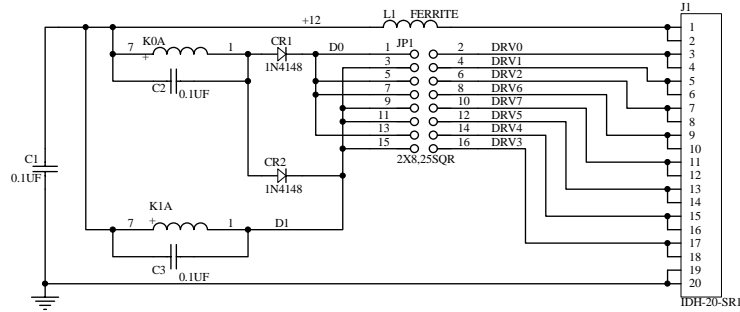 J1
+12 L1 FERRITE 1
2
7 K0A 1 CR1 D0 1 JP1 2 DRV0 3
+ 1N4148 3 4 DRV1 4
5 6 DRV2 5
C2 0.1UF 7 8 DRV6 6
9 10 DRV7 7
11 12 DRV5 8
13 14 DRV4 9
15 16 DRV3 10
C1 CR2 2X8,25SQR 11
0.1UF 1N4148 12
13
K1A 14
7 + 1 D1 15
16
17
C3 0.1UF 18
19
20
IDH-20-SR1